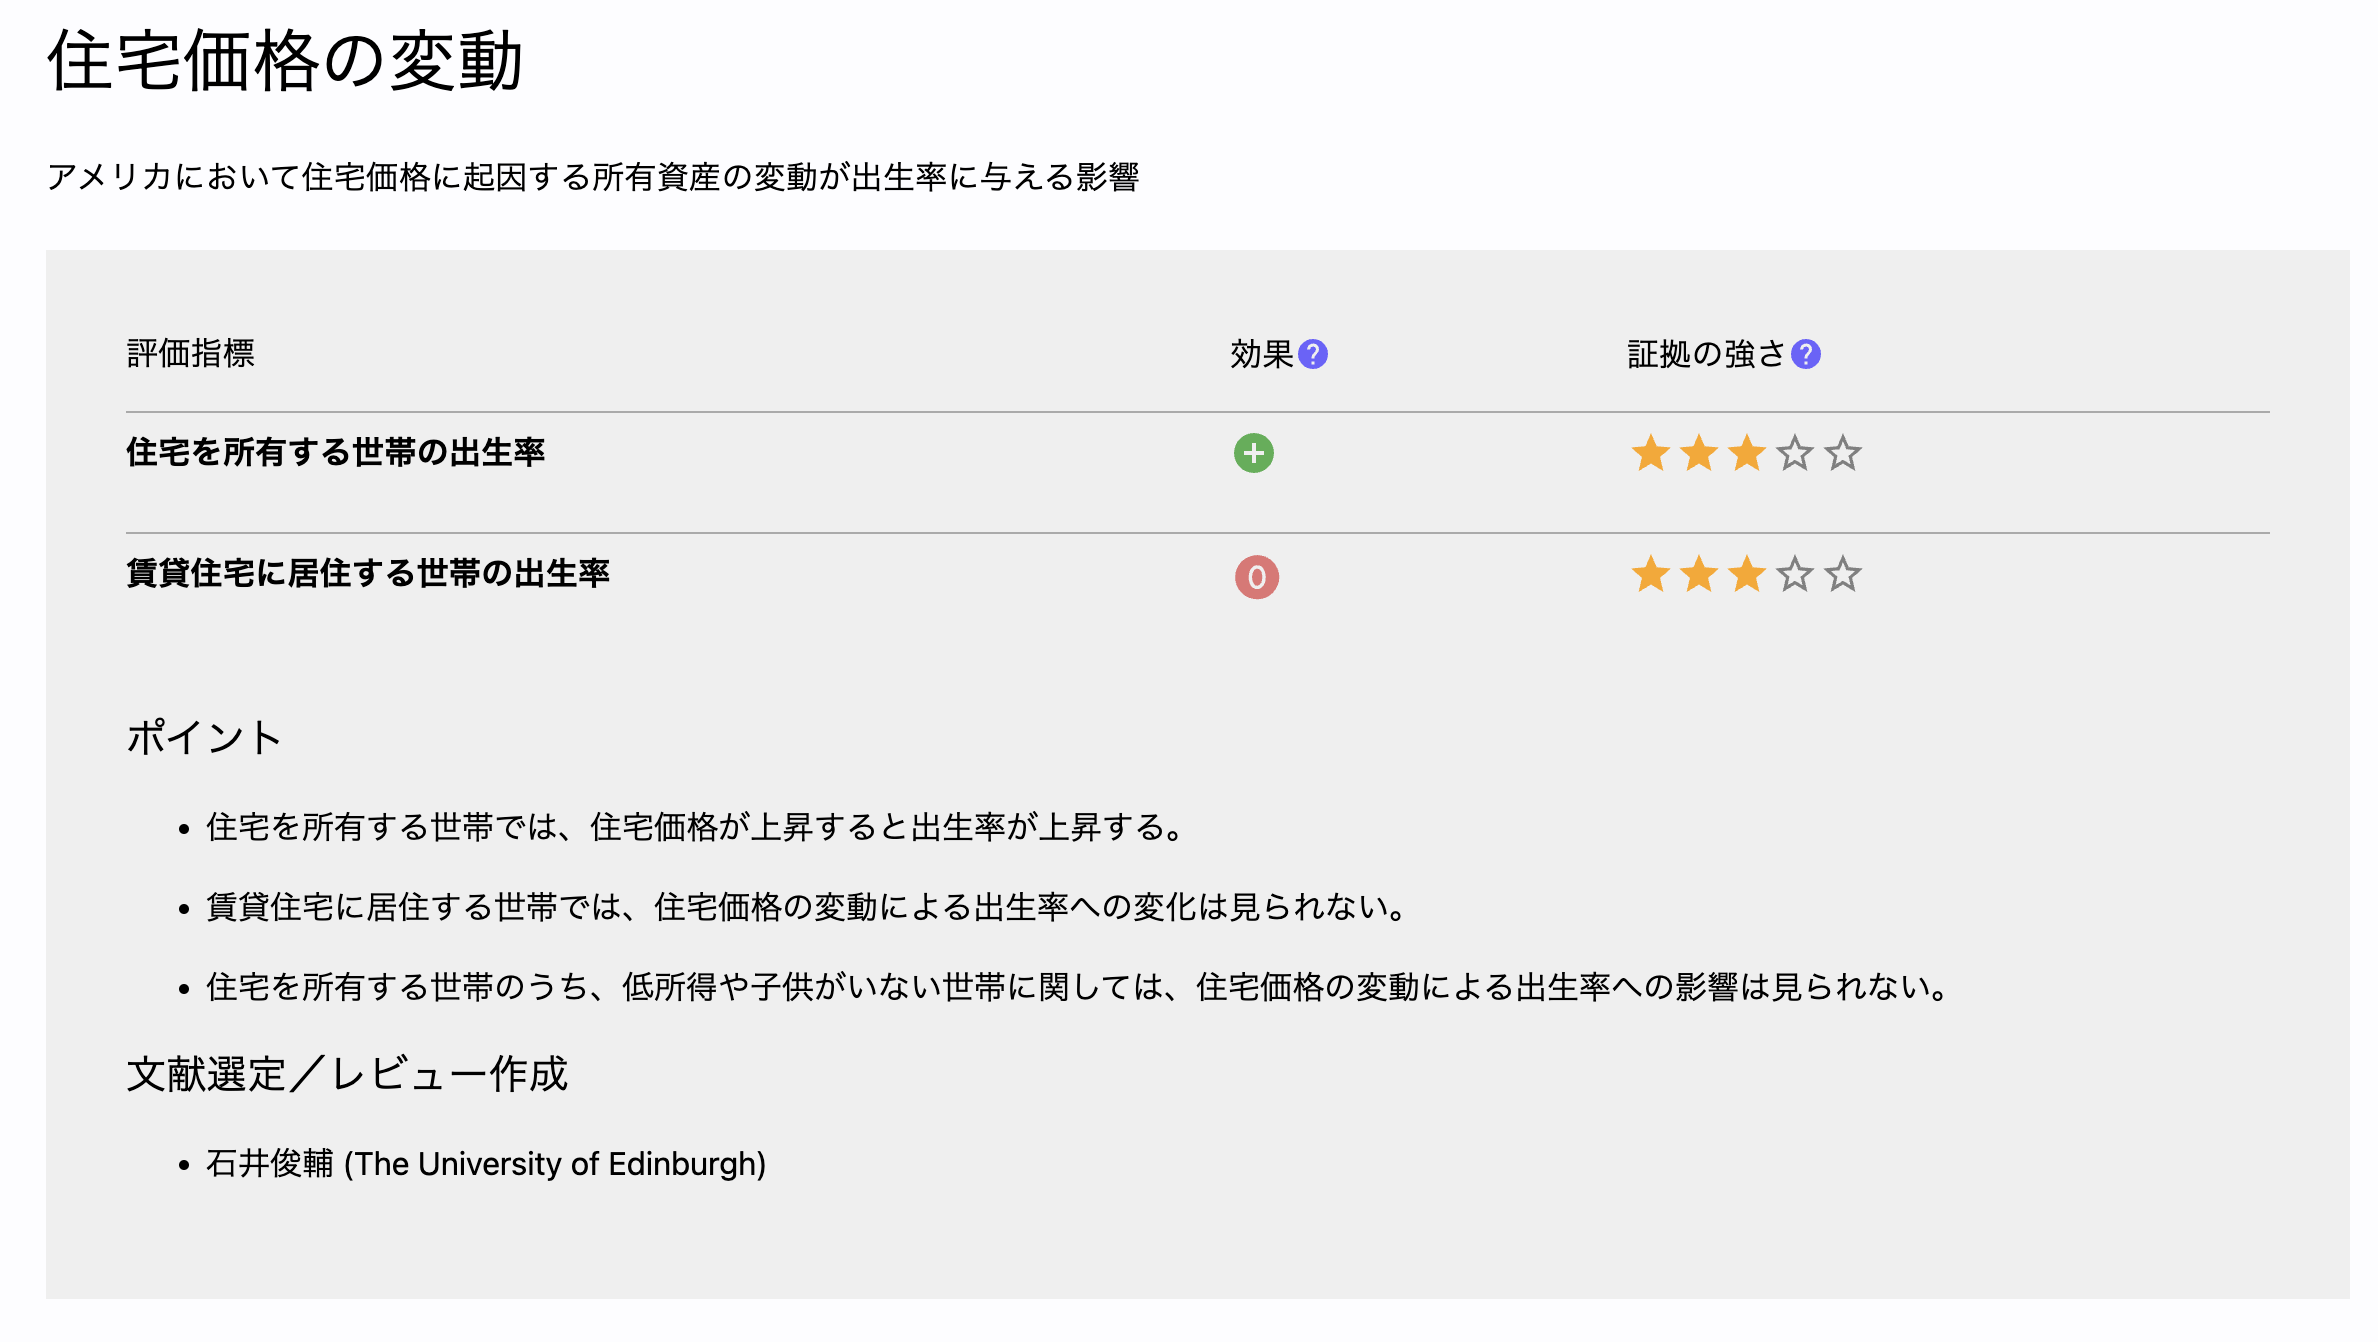 住宅価格の変動
アメリカにおいて住宅価格に起因する所有資産の変動が出生率に与える影響
評価指標 効果? 証拠の強さ?
住宅を所有する世帯の出生率 + ★★★☆☆
賃貸住宅に居住する世帯の出生率 0 ★★★☆☆
ポイント
• 住宅を所有する世帯では、住宅価格が上昇すると出生率が上昇する。
• 賃貸住宅に居住する世帯では、住宅価格の変動による出生率への変化は見られない。
• 住宅を所有する世帯のうち、低所得や子供がいない世帯に関しては、住宅価格の変動による出生率への影響は見られない。
文献選定／レビュー作成
• 石井俊輔 (The University of Edinburgh)